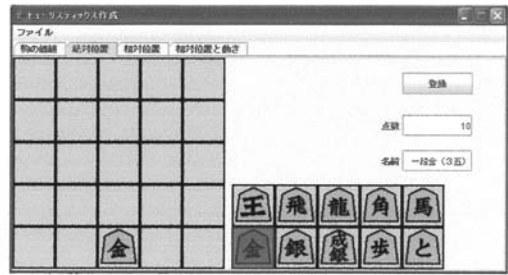 ヒューリスティックス作成
ファイル
駒の価値 絶対位置 相対位置 相対位置と動き
登録
点数 10
名前 一段金（3五）
王 飛 龍 角 馬
金 銀 成銀 歩 と
金